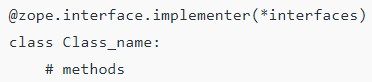 @zope.interface.implementer(*interfaces)
class Class_name:
    # methods